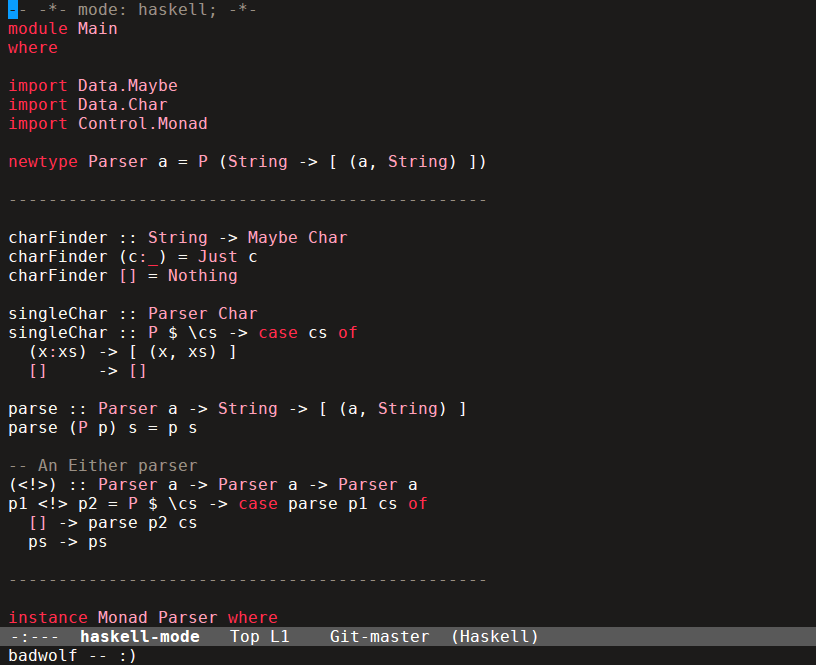 -- -*- mode: haskell; -*-
module Main
where
import Data.Maybe
import Data.Char
import Control.Monad
newtype Parser a = P (String -> [ (a, String) ])
------------------------------------------------
charFinder :: String -> Maybe Char
charFinder (c:_) = Just c
charFinder [] = Nothing
singleChar :: Parser Char
singleChar :: P $ \cs -> case cs of
  (x:xs) -> [ (x, xs) ]
  []     -> []
parse :: Parser a -> String -> [ (a, String) ]
parse (P p) s = p s
-- An Either parser
(<!>) :: Parser a -> Parser a -> Parser a
p1 <!> p2 = P $ \cs -> case parse p1 cs of
  [] -> parse p2 cs
  ps -> ps
------------------------------------------------
instance Monad Parser where
-:---  haskell-mode   Top L1    Git-master  (Haskell)
badwolf -- :)